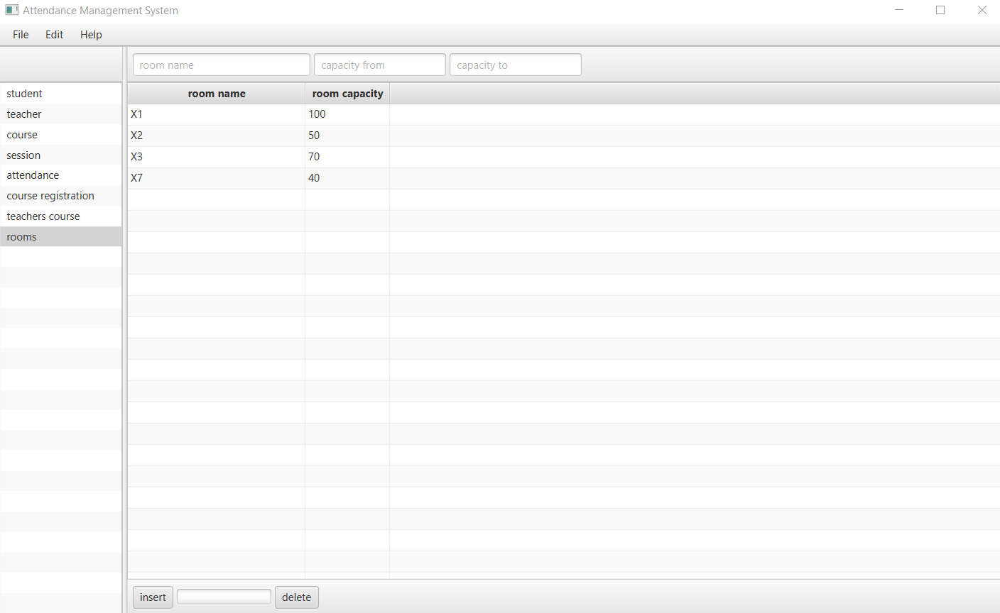 Attendance Management System
File Edit Help
room name capacity from capacity to
student
teacher
course
session
attendance
course registration
teachers course
rooms
room name room capacity
X1 100
X2 50
X3 70
X7 40
insert delete